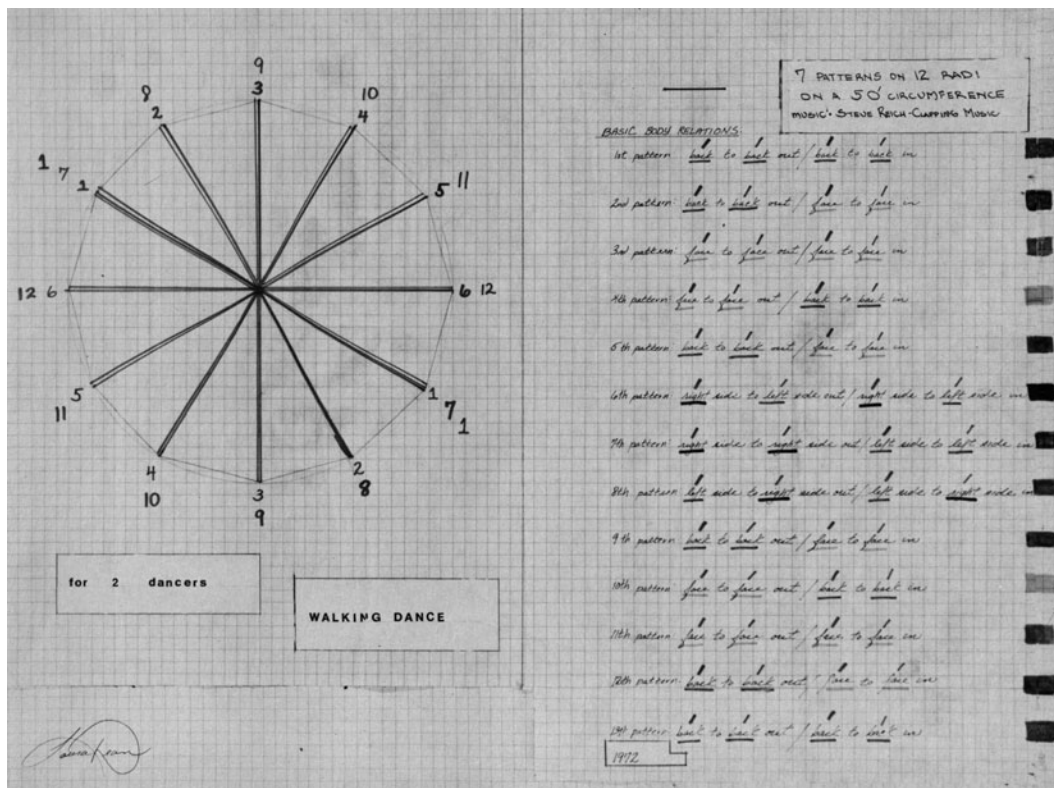 9
8 3 10
2 4
1 7 1 5 11
12 6 6 12
5 1 7 1
11
4 3 2
10 9 8
for 2 dancers
WALKING DANCE
Laura Dean
7 PATTERNS ON 12 RADI
ON A 50' CIRCUMFERENCE
MUSIC: STEVE REICH-CLAPPING MUSIC
BASIC BODY RELATIONS
1st pattern: back to back out / back to back in
2nd pattern: back to back out / face to face in
3rd pattern: face to face out / face to face in
4th pattern: face to face out / back to back in
5th pattern: back to back out / face to face in
6th pattern: right side to left side out / right side to left side in
7th pattern: right side to right side out / left side to left side in
8th pattern: left side to right side out / left side to right side in
9th pattern: back to back out / face to face in
10th pattern: face to face out / back to back in
11th pattern: face to face out / face to face in
12th pattern: back to back out / face to face in
1st pattern: back to back out / back to back in
1972